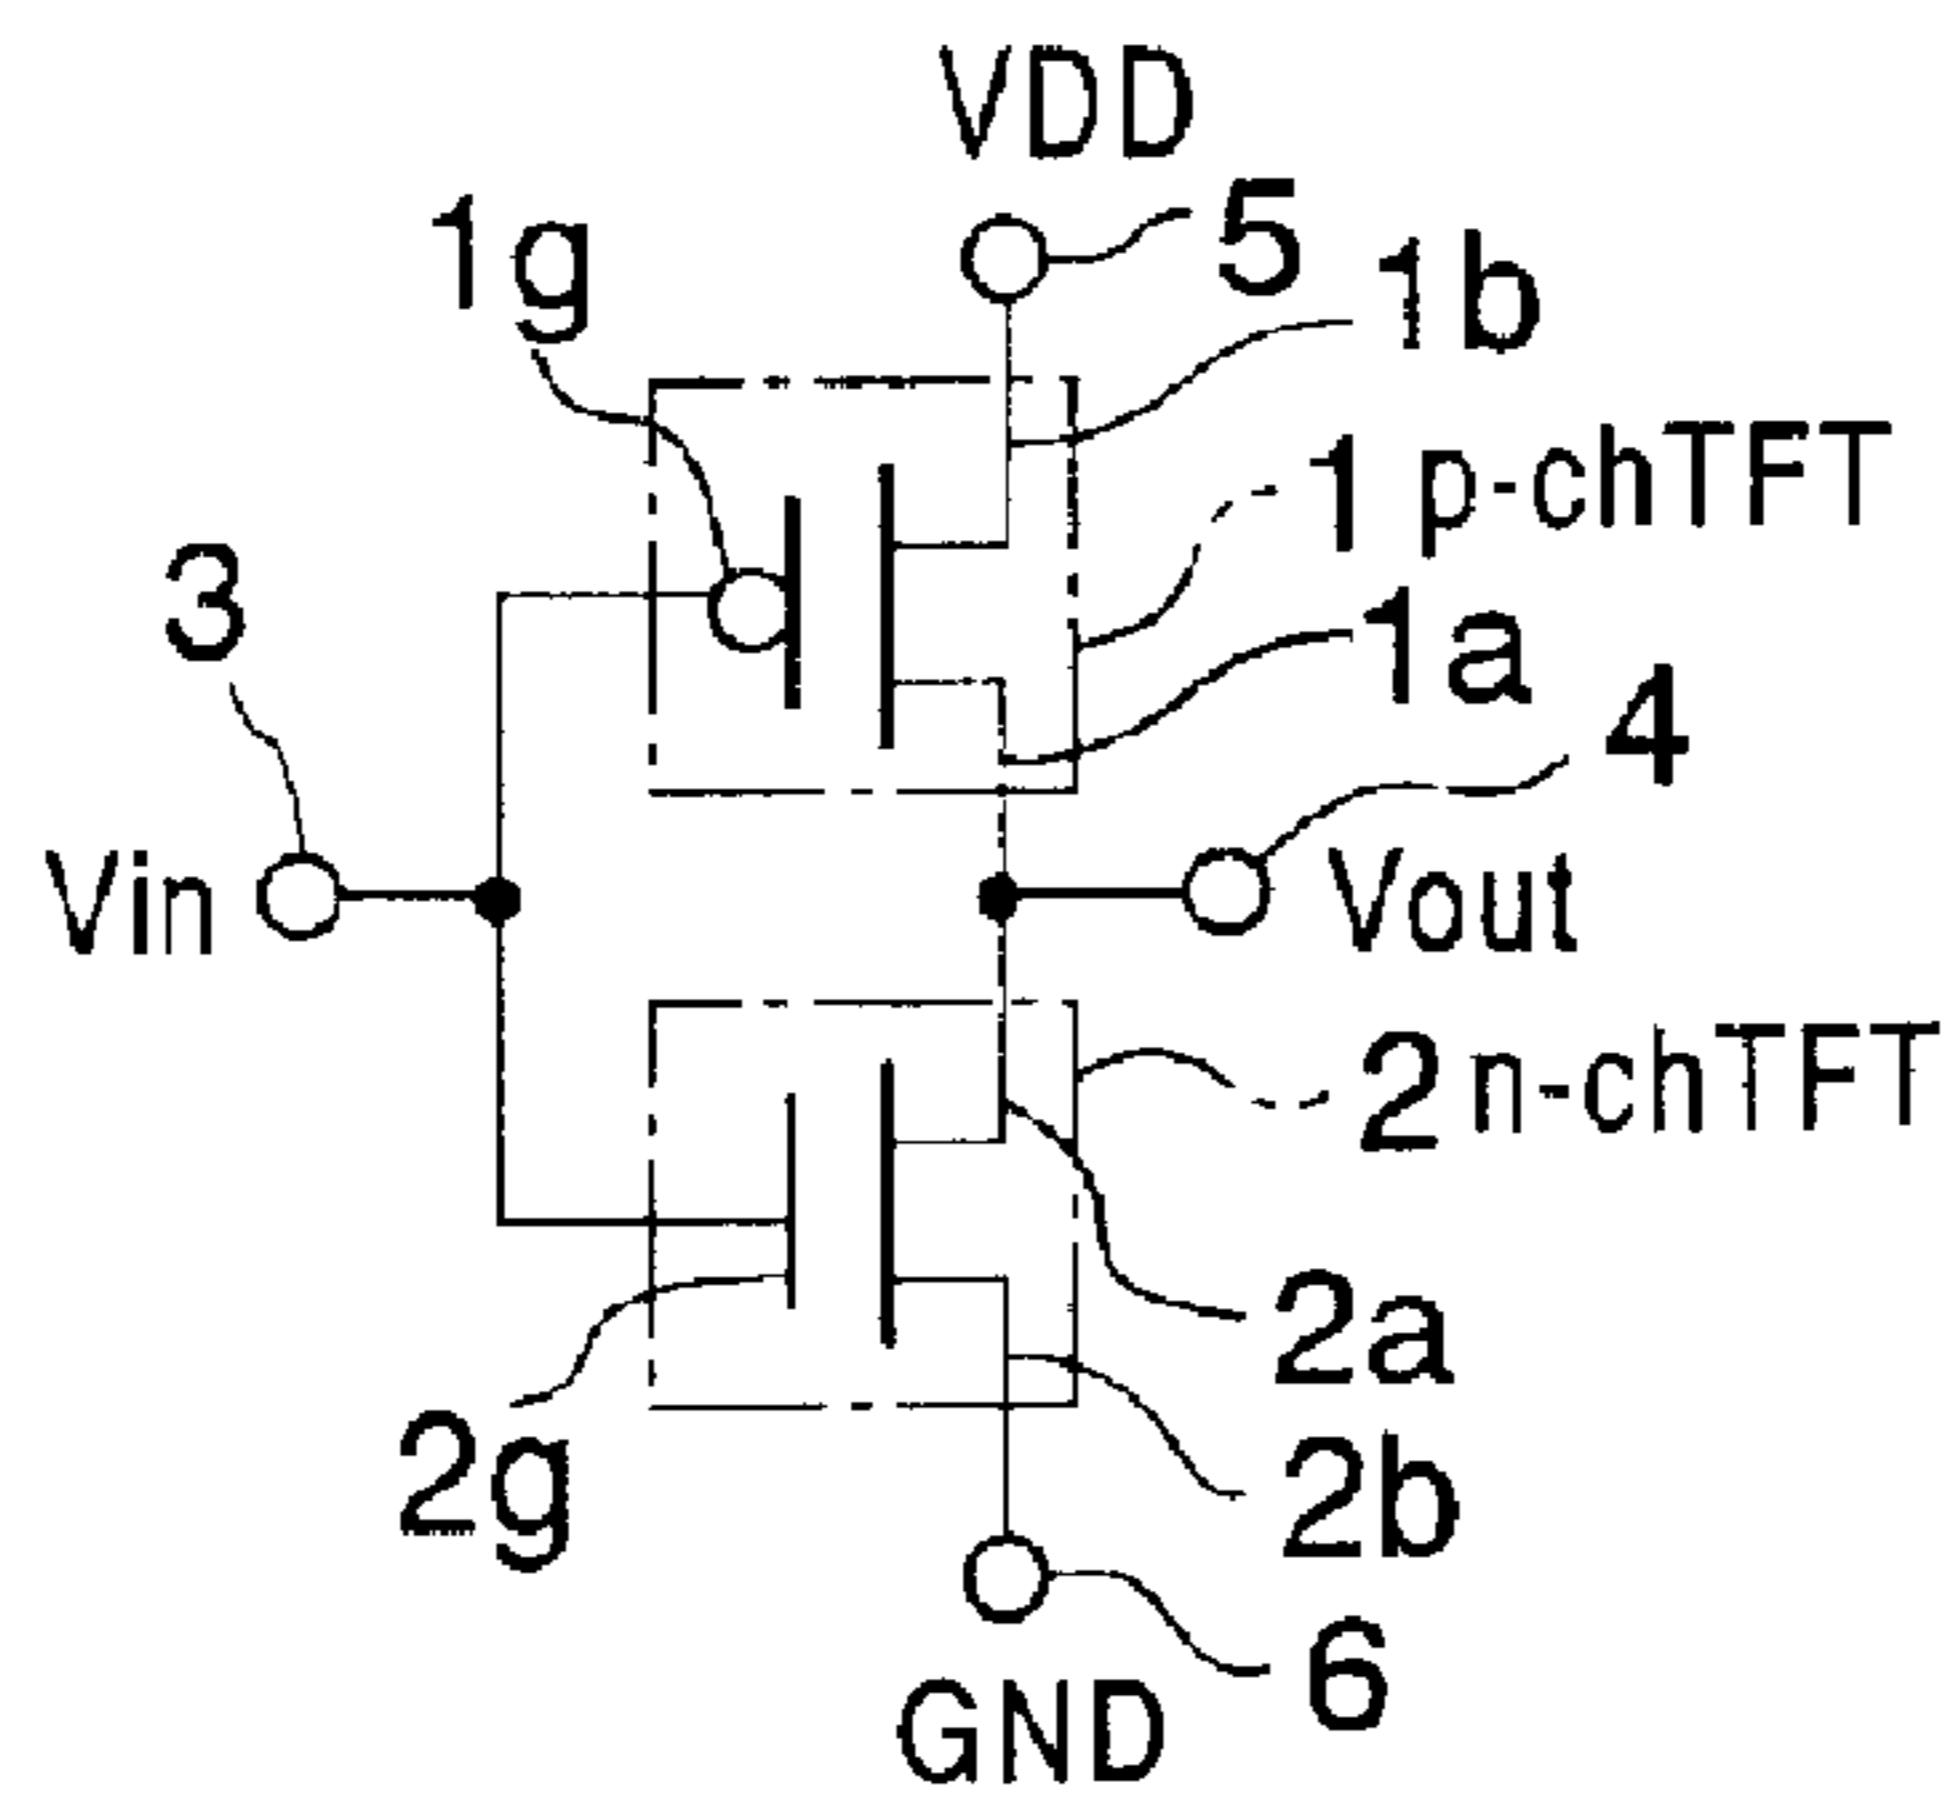 VDD
5
1g
1b
1 p-chTFT
3
1a
4
Vin
Vout
2 n-chTFT
2a
2g
2b
6
GND